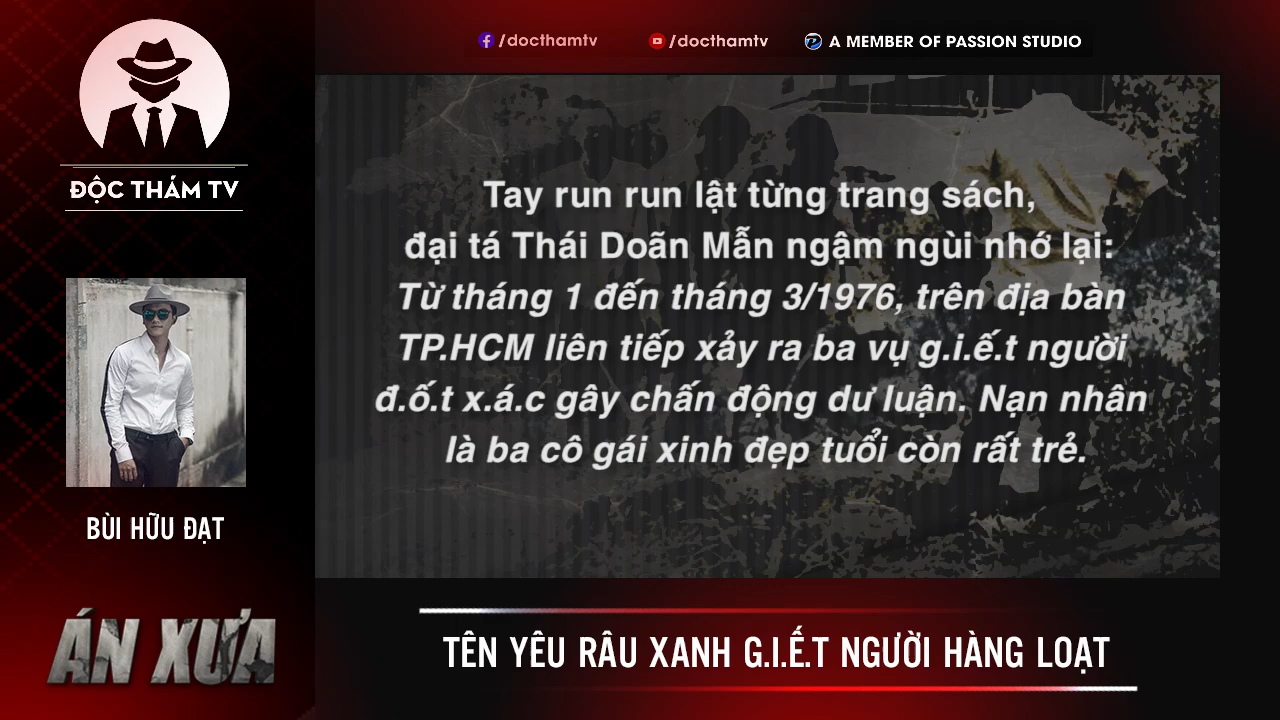 /docthamtv
/docthamtv
A MEMBER OF PASSION STUDIO
ĐỘC THÁM TV
Tay run run lật từng trang sách,
đại tá Thái Doãn Mẫn ngậm ngùi nhớ lại:
Từ tháng 1 đến tháng 3/1976, trên địa bàn
TP.HCM liên tiếp xảy ra ba vụ g.i.ế.t người
đ.ố.t x.á.c gây chấn động dư luận. Nạn nhân
là ba cô gái xinh đẹp tuổi còn rất trẻ.
BÙI HỮU ĐẠT
ÁN XƯA
TÊN YÊU RÂU XANH G.I.Ế.T NGƯỜI HÀNG LOẠT